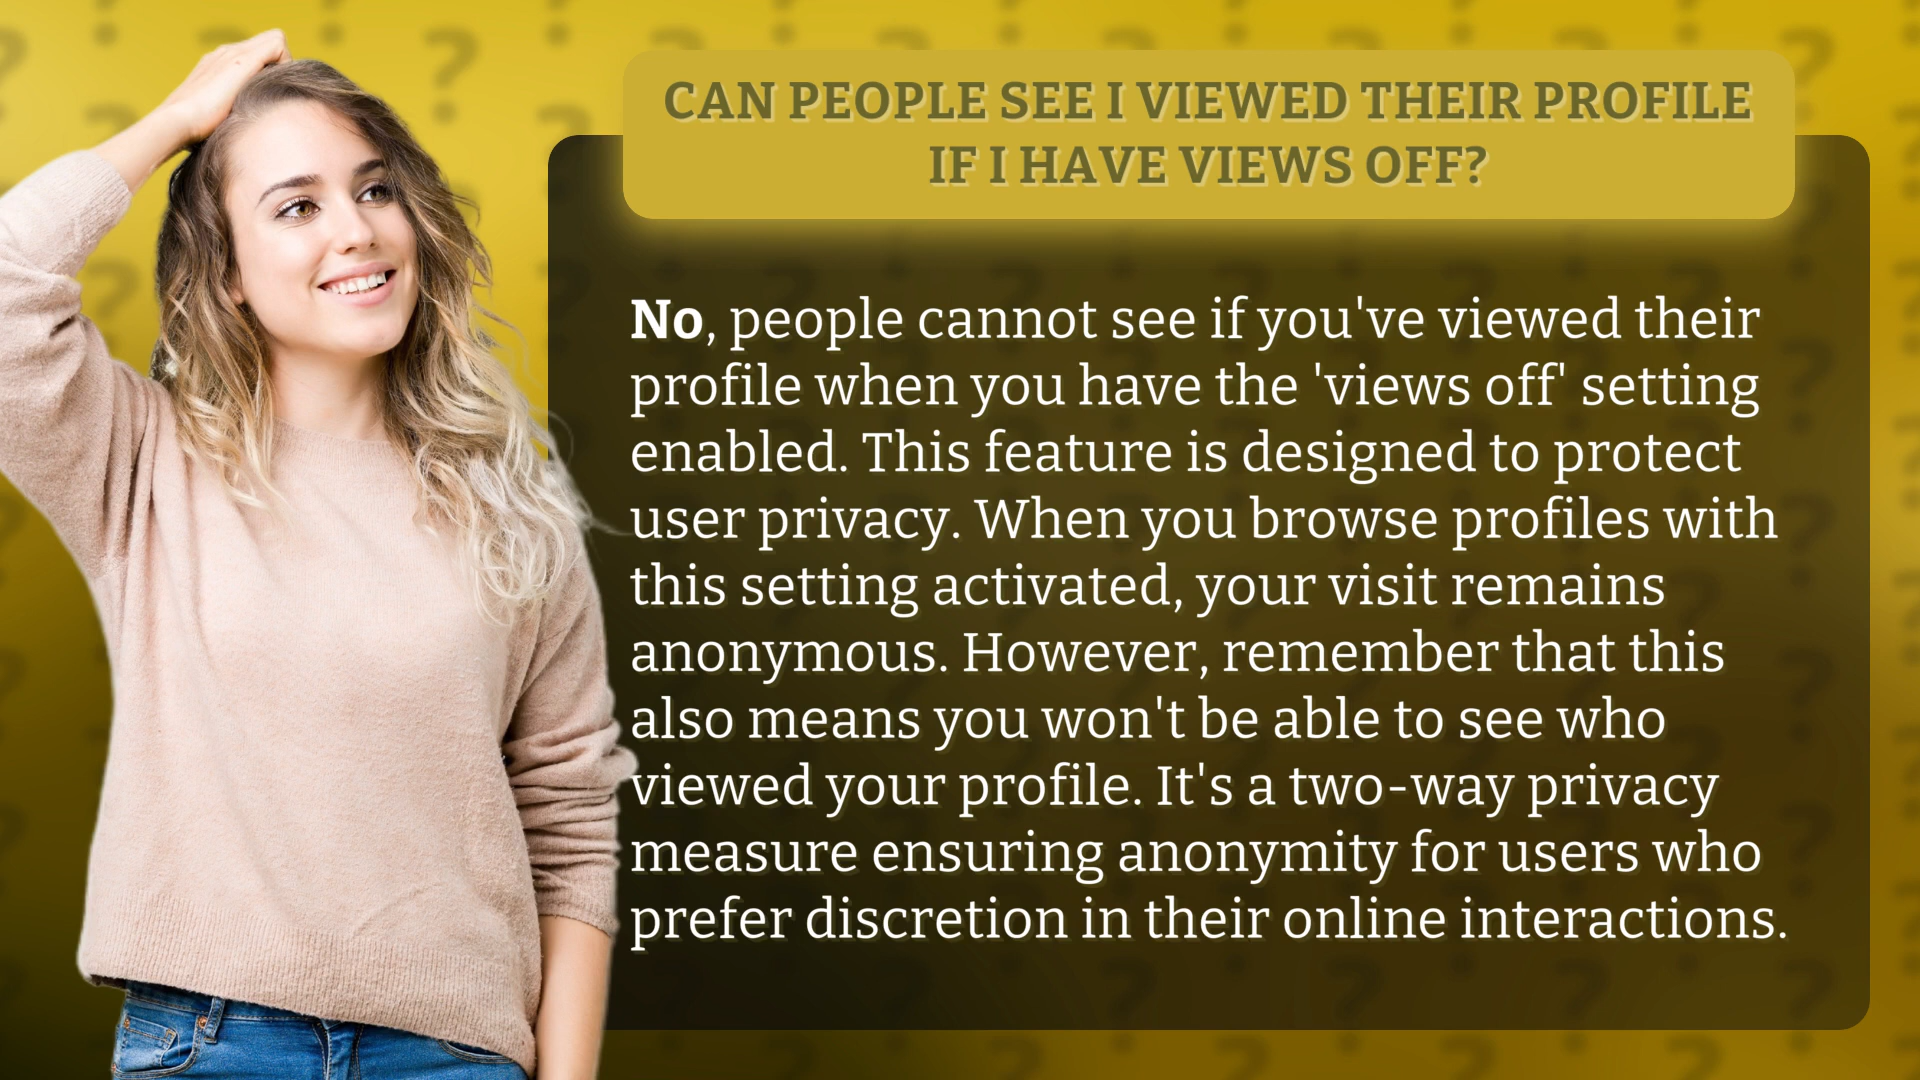 CAN PEOPLE SEE I VIEWED THEIR PROFILE
IF I HAVE VIEWS OFF?
No, people cannot see if you've viewed their
profile when you have the 'views off' setting
enabled. This feature is designed to protect
user privacy. When you browse profiles with
this setting activated, your visit remains
anonymous. However, remember that this
also means you won't be able to see who
viewed your profile. It's a two-way privacy
measure ensuring anonymity for users who
prefer discretion in their online interactions.